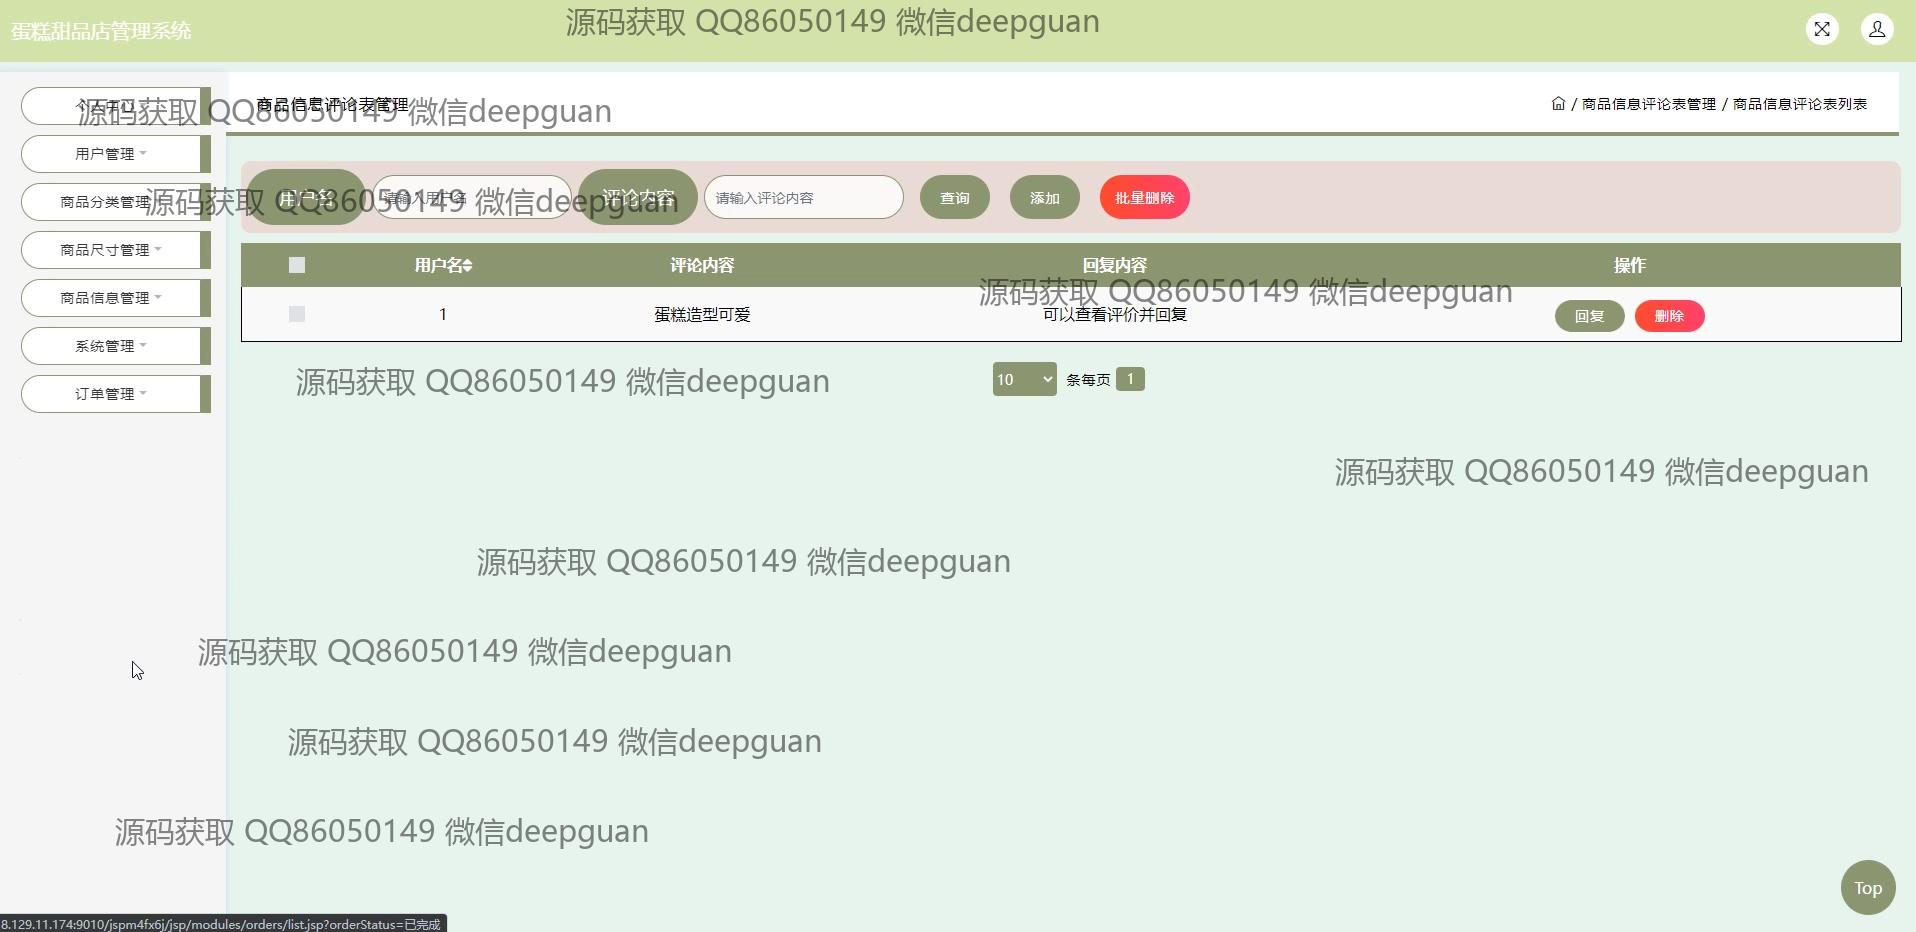 蛋糕甜品店管理系统
源码获取 QQ86050149 微信deepguan
个人中心
用户管理
商品分类管理
商品尺寸管理
商品信息管理
系统管理
订单管理
商品信息评论表管理
/ 商品信息评论表管理 / 商品信息评论表列表
源码获取 QQ86050149 微信deepguan
用户名 请输入用户名 评论内容 请输入评论内容 查询 添加 批量删除
源码获取 QQ86050149 微信deepguan
用户名 评论内容 回复内容 操作
源码获取 QQ86050149 微信deepguan
1 蛋糕造型可爱 可以查看评价并回复 回复 删除
10 条每页 1
源码获取 QQ86050149 微信deepguan
源码获取 QQ86050149 微信deepguan
源码获取 QQ86050149 微信deepguan
源码获取 QQ86050149 微信deepguan
源码获取 QQ86050149 微信deepguan
源码获取 QQ86050149 微信deepguan
Top
8.129.11.174:9010/jspm4fx6j/jsp/modules/orders/list.jsp?orderStatus=已完成